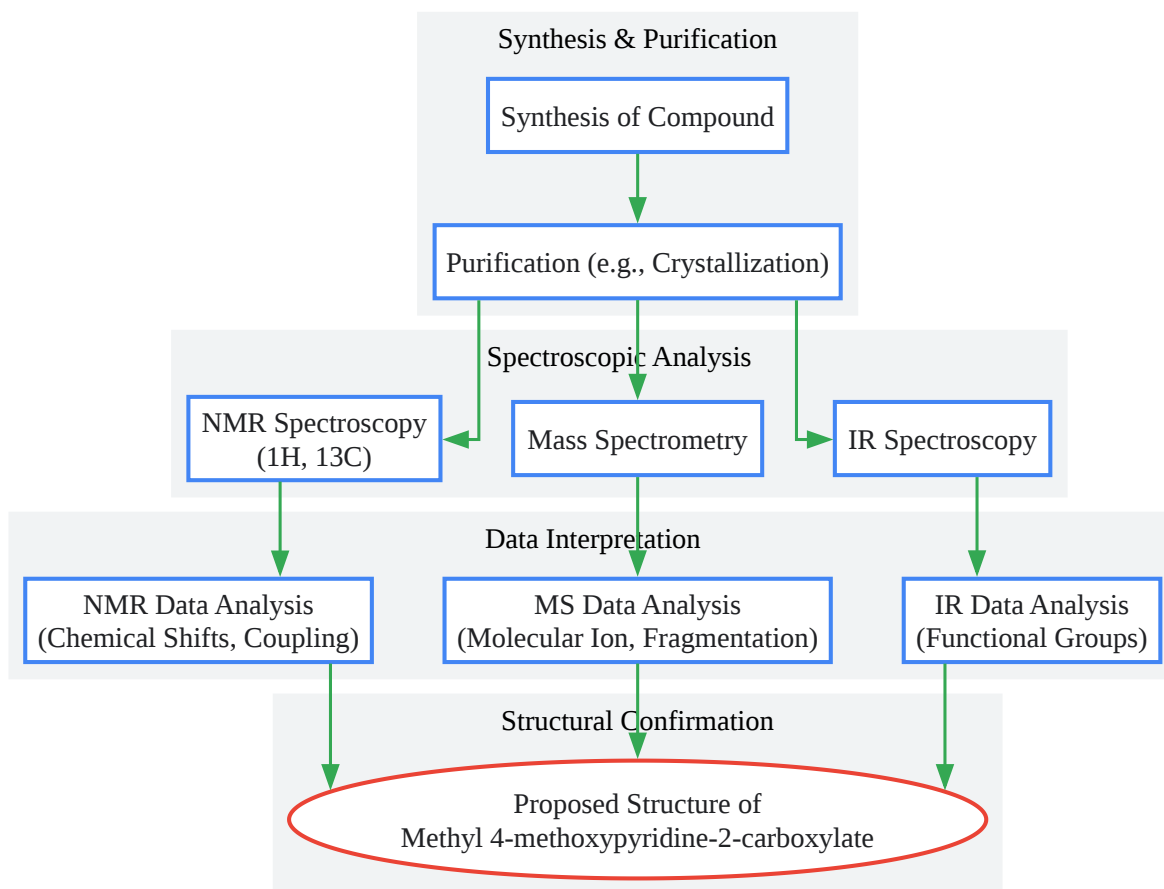 Synthesis & Purification
Synthesis of Compound
Purification (e.g., Crystallization)
Spectroscopic Analysis
NMR Spectroscopy
(1H, 13C)
Mass Spectrometry
IR Spectroscopy
Data Interpretation
NMR Data Analysis
(Chemical Shifts, Coupling)
MS Data Analysis
(Molecular Ion, Fragmentation)
IR Data Analysis
(Functional Groups)
Structural Confirmation
Proposed Structure of
Methyl 4-methoxypyridine-2-carboxylate